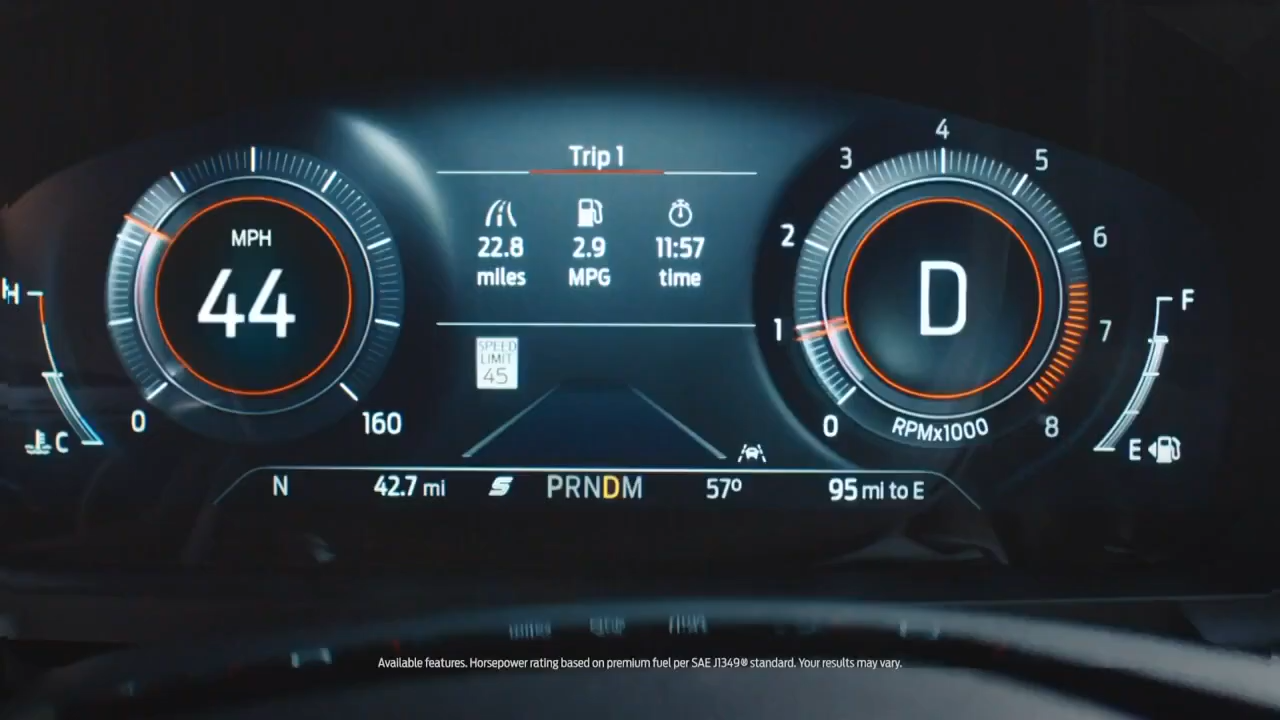 MPH
44
0
160
H
C
Trip 1
22.8
miles
2.9
MPG
11:57
time
SPEED
LIMIT
45
0
1
2
3
4
5
6
7
8
D
RPMx1000
F
E
N
42.7 mi
S
PRNDM
57º
95 mi to E
Available features. Horsepower rating based on premium fuel per SAE J1349® standard. Your results may vary.